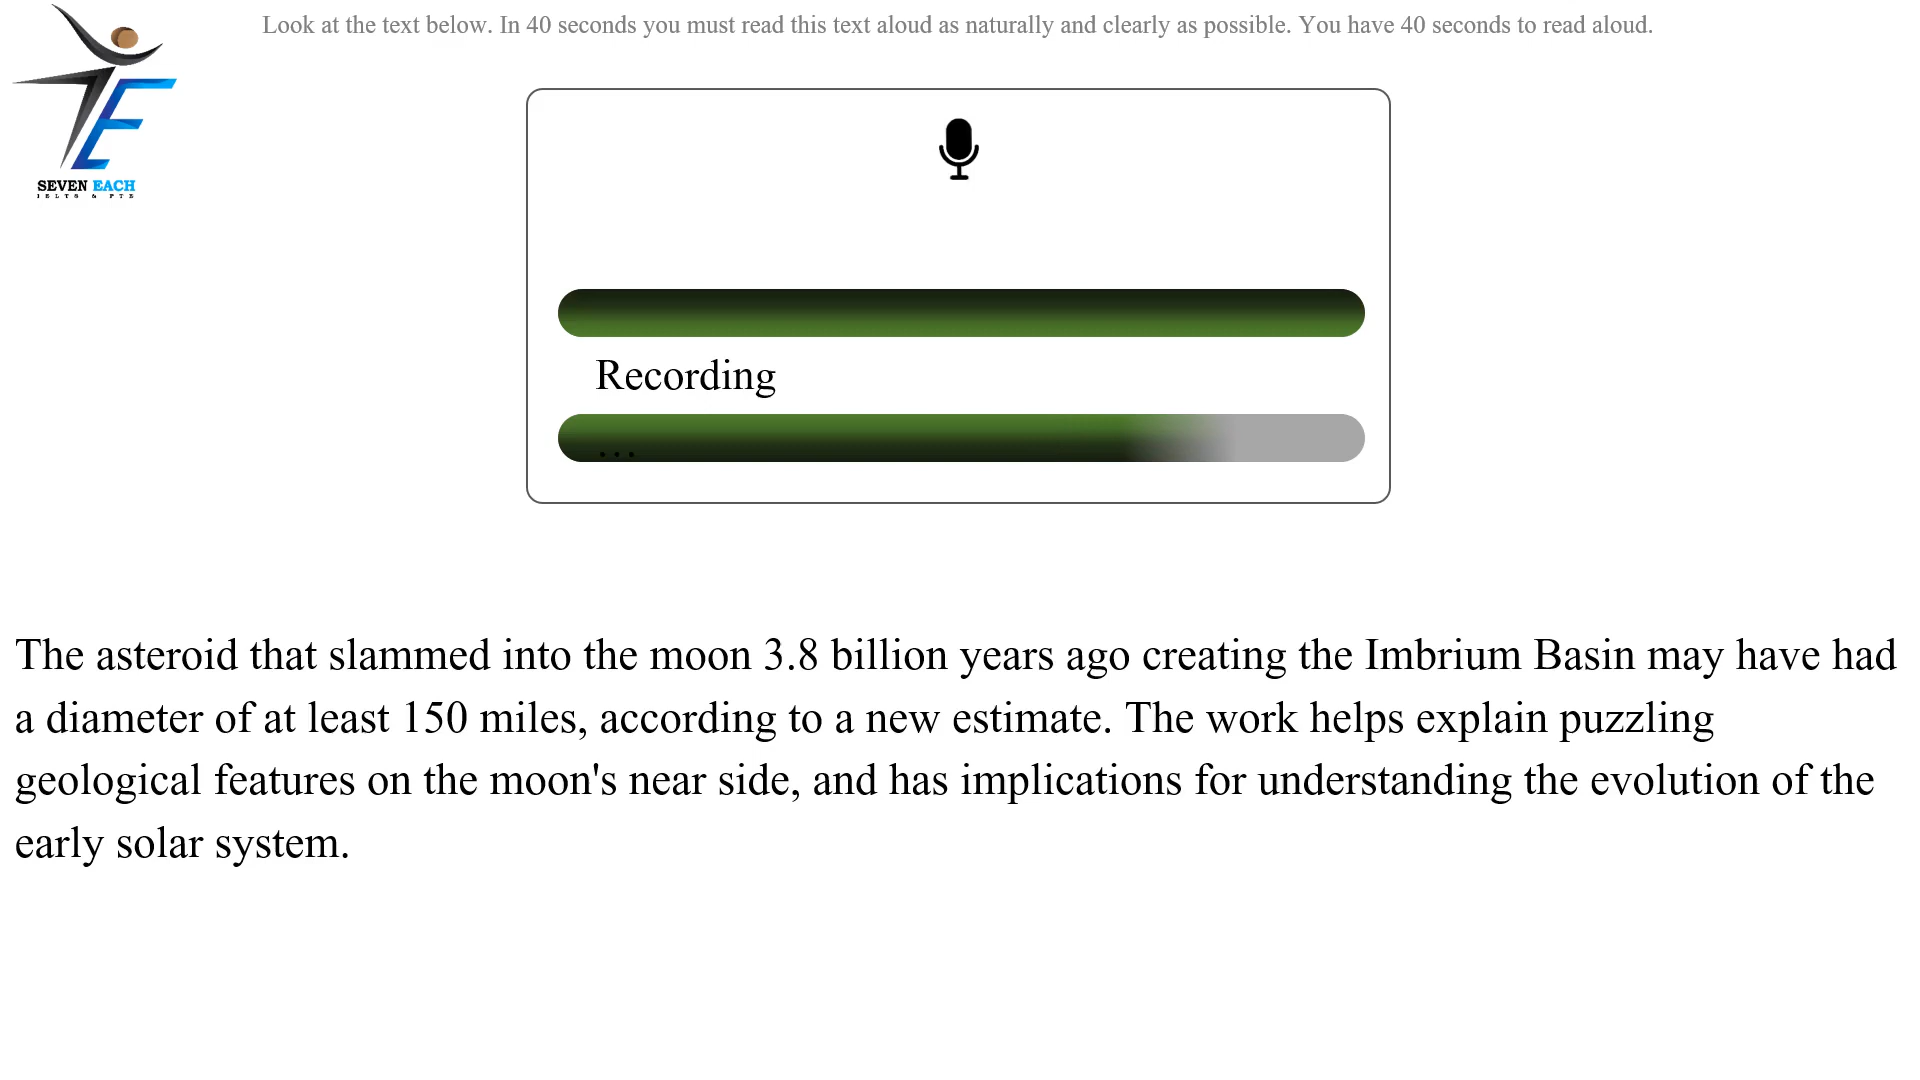 Look at the text below. In 40 seconds you must read this text aloud as naturally and clearly as possible. You have 40 seconds to read aloud.
SEVEN EACH
IELTS & PTE
Recording
...
The asteroid that slammed into the moon 3.8 billion years ago creating the Imbrium Basin may have had
a diameter of at least 150 miles, according to a new estimate. The work helps explain puzzling
geological features on the moon's near side, and has implications for understanding the evolution of the
early solar system.